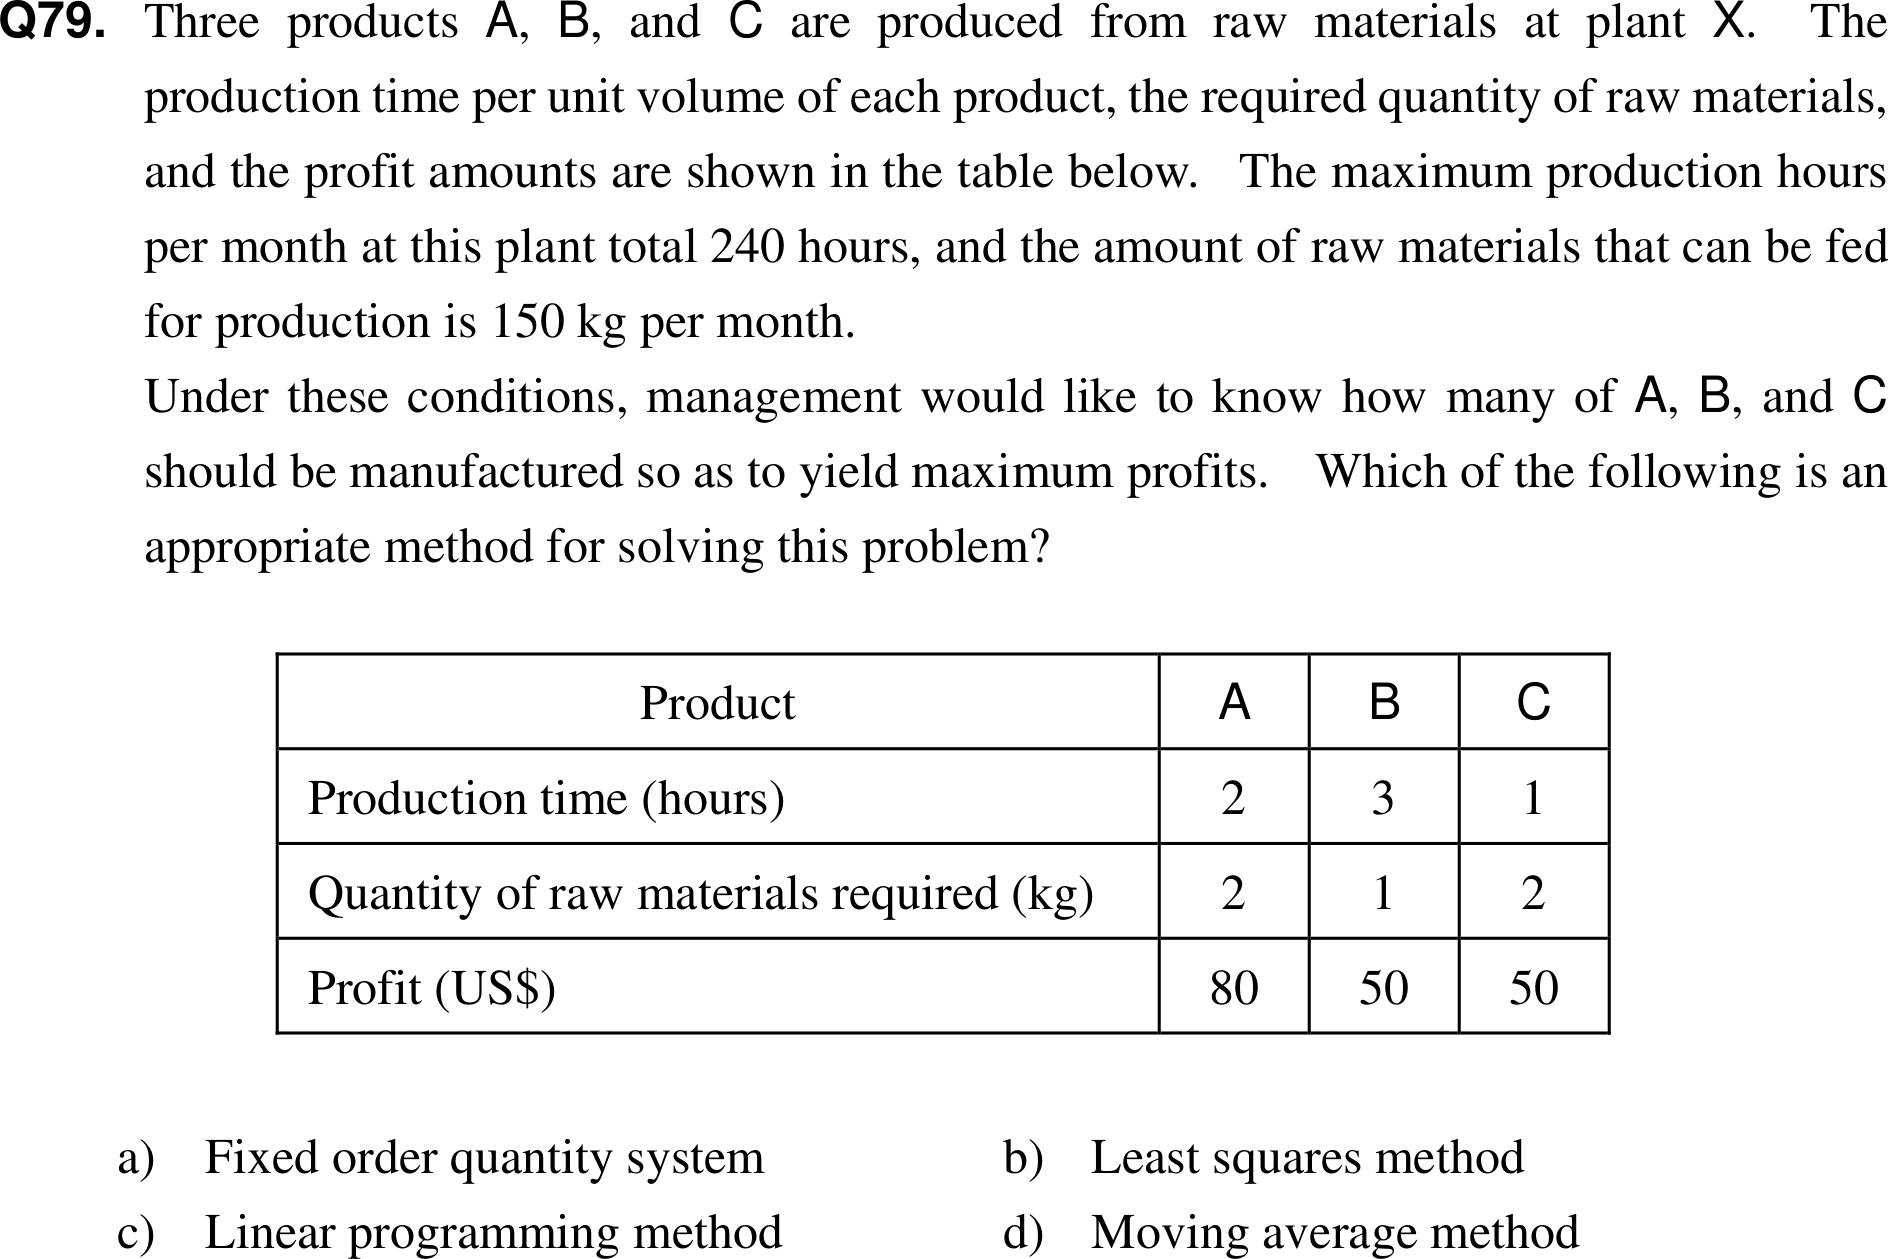 Q79. Three products A, B, and C are produced from raw materials at plant X. The
production time per unit volume of each product, the required quantity of raw materials,
and the profit amounts are shown in the table below. The maximum production hours
per month at this plant total 240 hours, and the amount of raw materials that can be fed
for production is 150 kg per month.
Under these conditions, management would like to know how many of A, B, and C
should be manufactured so as to yield maximum profits. Which of the following is an
appropriate method for solving this problem?
Product A B C
Production time (hours) 2 3 1
Quantity of raw materials required (kg) 2 1 2
Profit (US$) 80 50 50
a) Fixed order quantity system b) Least squares method
c) Linear programming method d) Moving average method